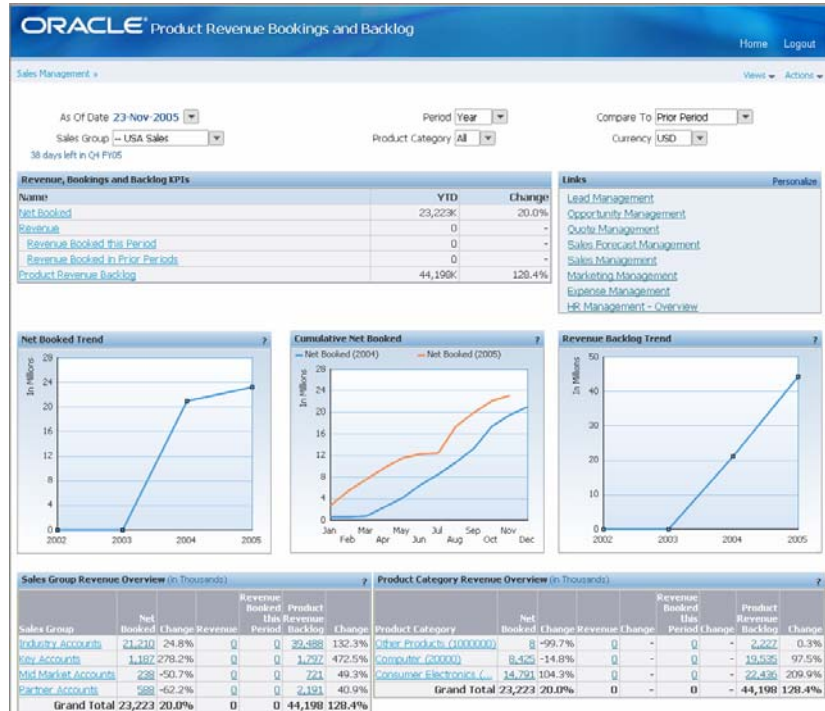 ORACLE Product Revenue Bookings and Backlog
Home Logout
Sales Management »
Views Actions
As Of Date 23-Nov-2005 Period Year Compare To Prior Period
Sales Group -- USA Sales Product Category All Currency USD
38 days left in Q4 FY05
Revenue, Bookings and Backlog KPIs
Name YTD Change
Net Booked 23,223K 20.0%
Revenue 0 -
Revenue Booked this Period 0 -
Revenue Booked in Prior Periods 0 -
Product Revenue Backlog 44,198K 128.4%
Links Personalize
Lead Management
Opportunity Management
Quote Management
Sales Forecast Management
Sales Management
Marketing Management
Expense Management
HR Management - Overview
Net Booked Trend ?
In Millions
28
24
20
16
12
8
4
0
2002 2003 2004 2005
Cumulative Net Booked ?
Net Booked (2004) Net Booked (2005)
In Millions
28
24
20
16
12
8
4
0
Jan Mar May Jul Sep Nov
Feb Apr Jun Aug Oct Dec
Revenue Backlog Trend ?
In Millions
50
40
30
20
10
0
2002 2003 2004 2005
Sales Group Revenue Overview (in Thousands) ?
Sales Group Net Booked Change Revenue Revenue Booked this Period Product Revenue Backlog Change
Industry Accounts 21,210 24.8% 0 0 39,488 132.3%
Key Accounts 1,187 278.2% 0 0 1,797 472.5%
Mid Market Accounts 238 -50.7% 0 0 721 49.3%
Partner Accounts 588 -62.2% 0 0 2,191 40.9%
Grand Total 23,223 20.0% 0 0 44,198 128.4%
Product Category Revenue Overview (in Thousands) ?
Product Category Net Booked Change Revenue Change Revenue Booked this Period Change Product Revenue Backlog Change
Other Products (1000000) 8 -99.7% 0 - 0 - 2,227 0.3%
Computer (20000) 8,425 -14.8% 0 - 0 - 19,535 97.5%
Consumer Electronics (... 14,791 104.3% 0 - 0 - 22,436 209.9%
Grand Total 23,223 20.0% 0 - 0 - 44,198 128.4%